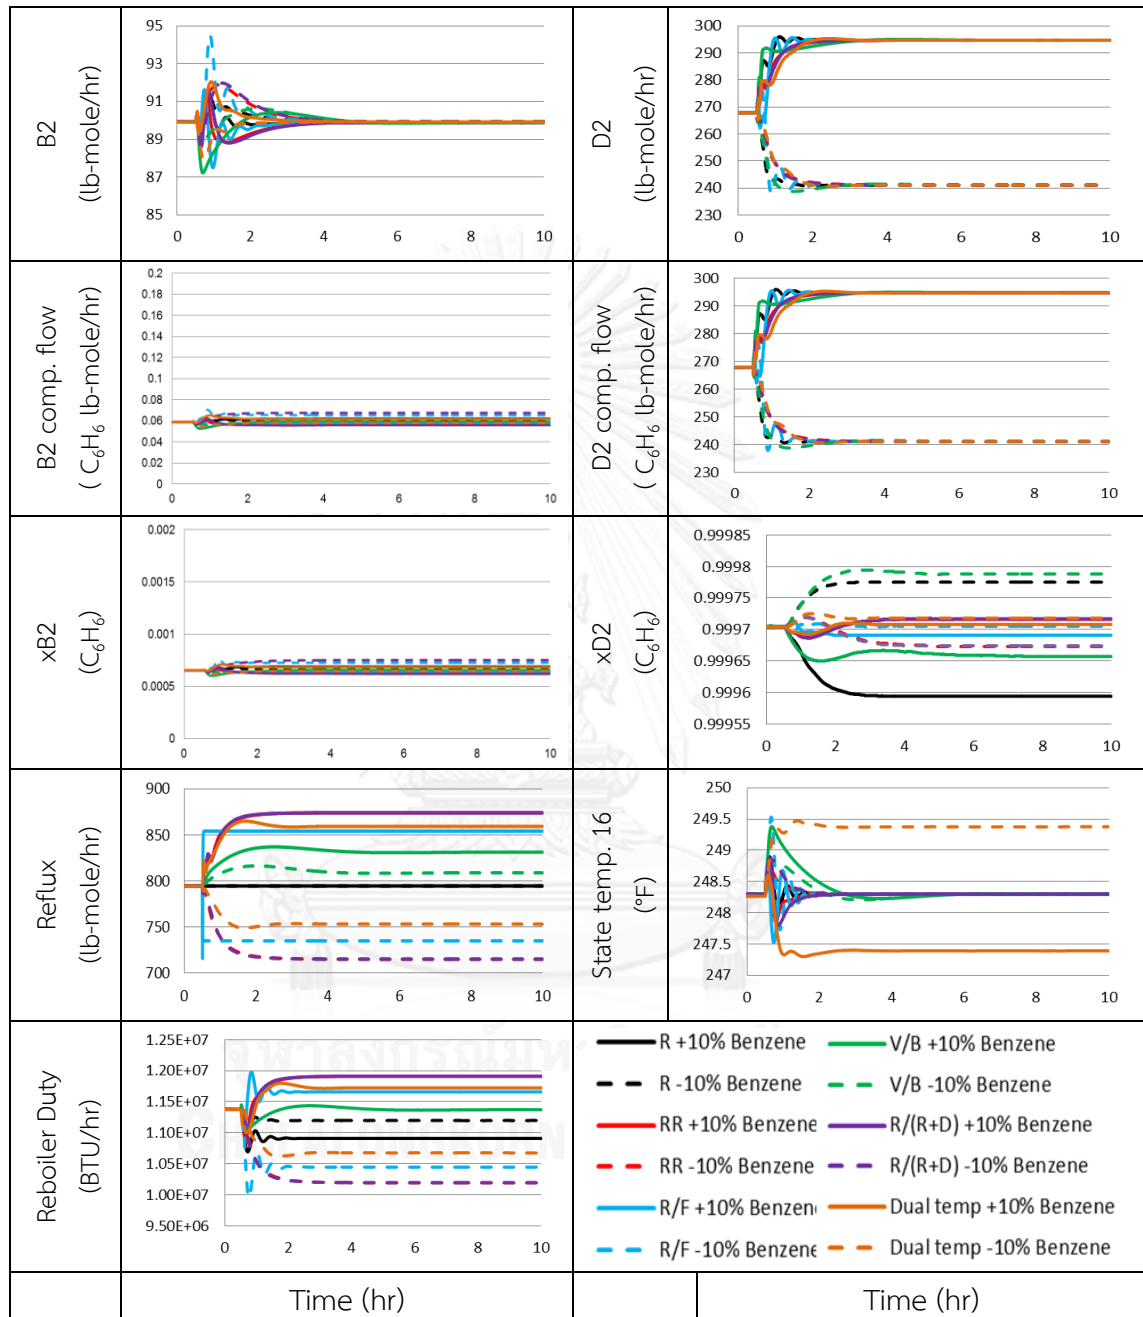 B2
(lb-mole/hr)
95
93
91
89
87
85
0 2 4 6 8 10
D2
(lb-mole/hr)
300
290
280
270
260
250
240
230
0 2 4 6 8 10
B2 comp. flow
( C₆H₆ lb-mole/hr)
0.2
0.18
0.16
0.14
0.12
0.1
0.08
0.06
0.04
0.02
0
0 2 4 6 8 10
D2 comp. flow
( C₆H₆ lb-mole/hr)
300
290
280
270
260
250
240
230
0 2 4 6 8 10
xB2
(C₆H₆)
0.002
0.0015
0.001
0.0005
0
0 2 4 6 8 10
xD2
(C₆H₆)
0.99985
0.9998
0.99975
0.9997
0.99965
0.9996
0.99955
0 2 4 6 8 10
Reflux
(lb-mole/hr)
900
850
800
750
700
0 2 4 6 8 10
State temp. 16
(°F)
250
249.5
249
248.5
248
247.5
247
0 2 4 6 8 10
Reboiler Duty
(BTU/hr)
1.25E+07
1.20E+07
1.15E+07
1.10E+07
1.05E+07
1.00E+07
9.50E+06
0 2 4 6 8 10
R +10% Benzene
V/B +10% Benzene
R -10% Benzene
V/B -10% Benzene
RR +10% Benzene
R/(R+D) +10% Benzene
RR -10% Benzene
R/(R+D) -10% Benzene
R/F +10% Benzene
Dual temp +10% Benzene
R/F -10% Benzene
Dual temp -10% Benzene
Time (hr)
Time (hr)